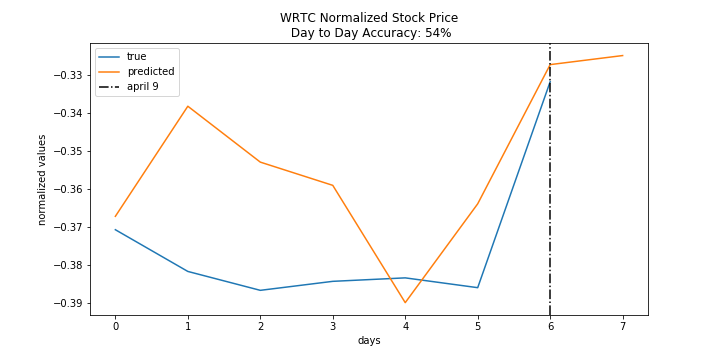 WRTC Normalized Stock Price
Day to Day Accuracy: 54%
true
predicted
april 9
normalized values
−0.33
−0.34
−0.35
−0.36
−0.37
−0.38
−0.39
0 1 2 3 4 5 6 7
days